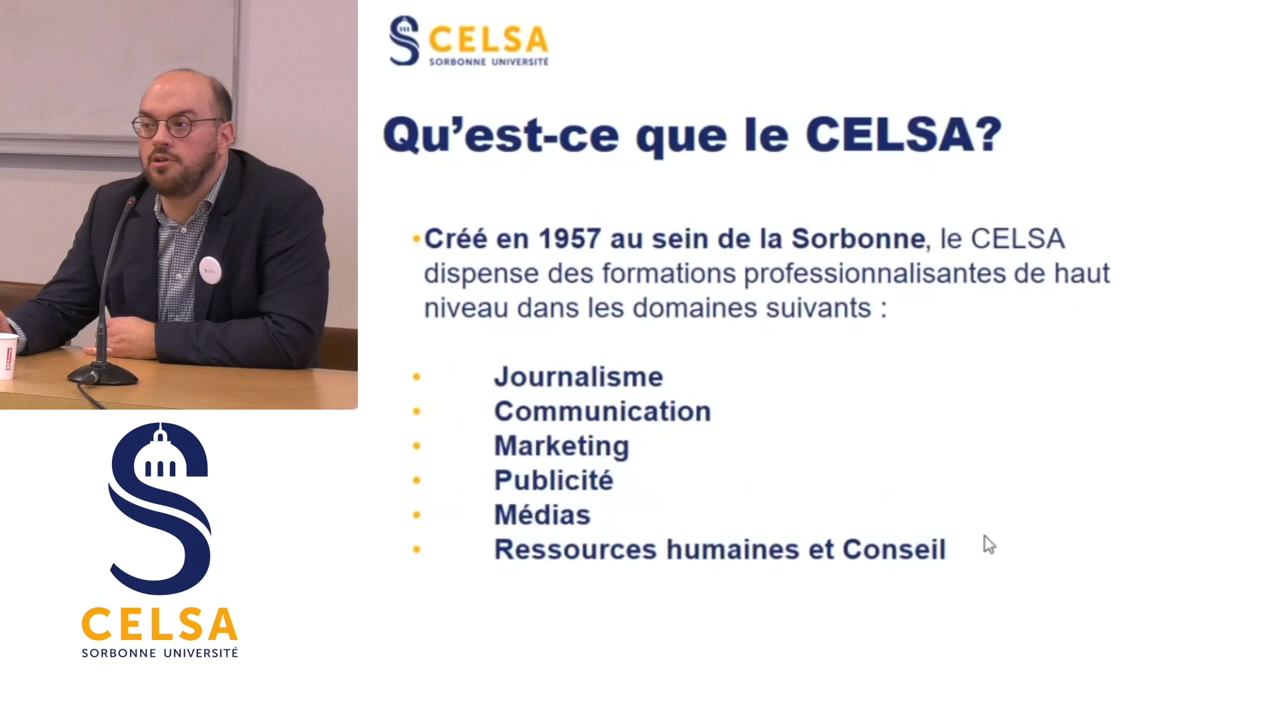 CELSA
SORBONNE UNIVERSITÉ
Qu’est-ce que le CELSA?
•Créé en 1957 au sein de la Sorbonne, le CELSA
dispense des formations professionnalisantes de haut
niveau dans les domaines suivants :
• Journalisme
• Communication
• Marketing
• Publicité
• Médias
• Ressources humaines et Conseil
CELSA
SORBONNE UNIVERSITÉ